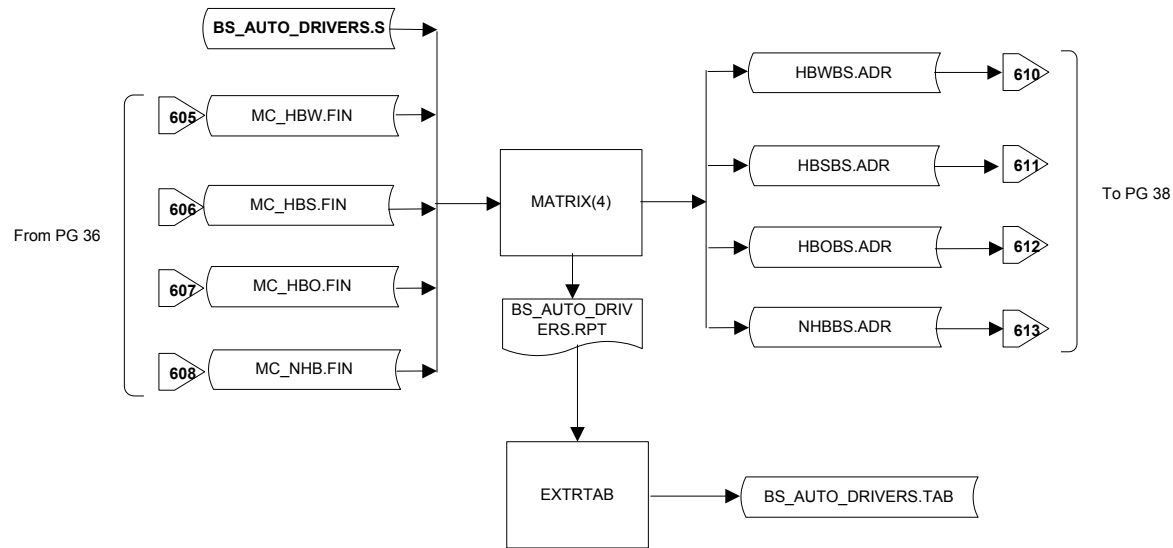 BS_AUTO_DRIVERS.S
From PG 36
605
MC_HBW.FIN
606
MC_HBS.FIN
607
MC_HBO.FIN
608
MC_NHB.FIN
MATRIX(4)
BS_AUTO_DRIV
ERS.RPT
EXTRTAB
BS_AUTO_DRIVERS.TAB
HBWBS.ADR
610
HBSBS.ADR
611
HBOBS.ADR
612
NHBBS.ADR
613
To PG 38